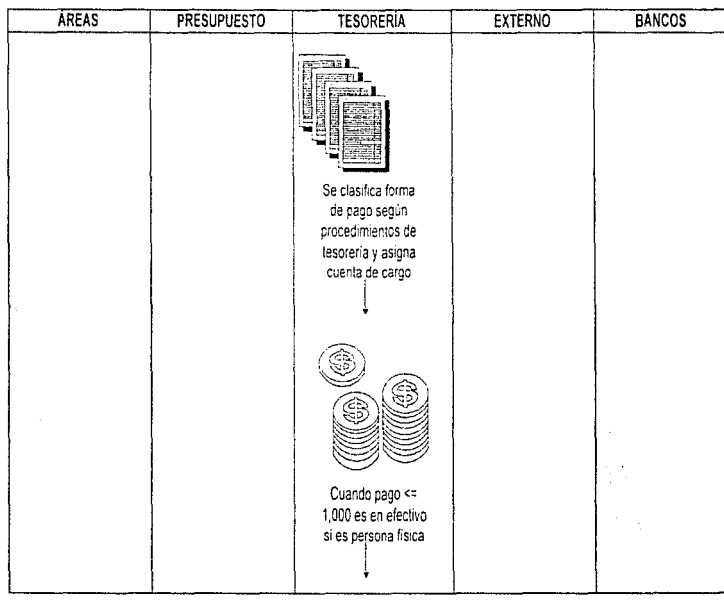 ÁREAS PRESUPUESTO TESORERÍA EXTERNO BANCOS
Se clasifica forma
de pago según
procedimientos de
tesorería y asigna
cuenta de cargo
$
$
$
Cuando pago <=
1,000 es en efectivo
si es persona física